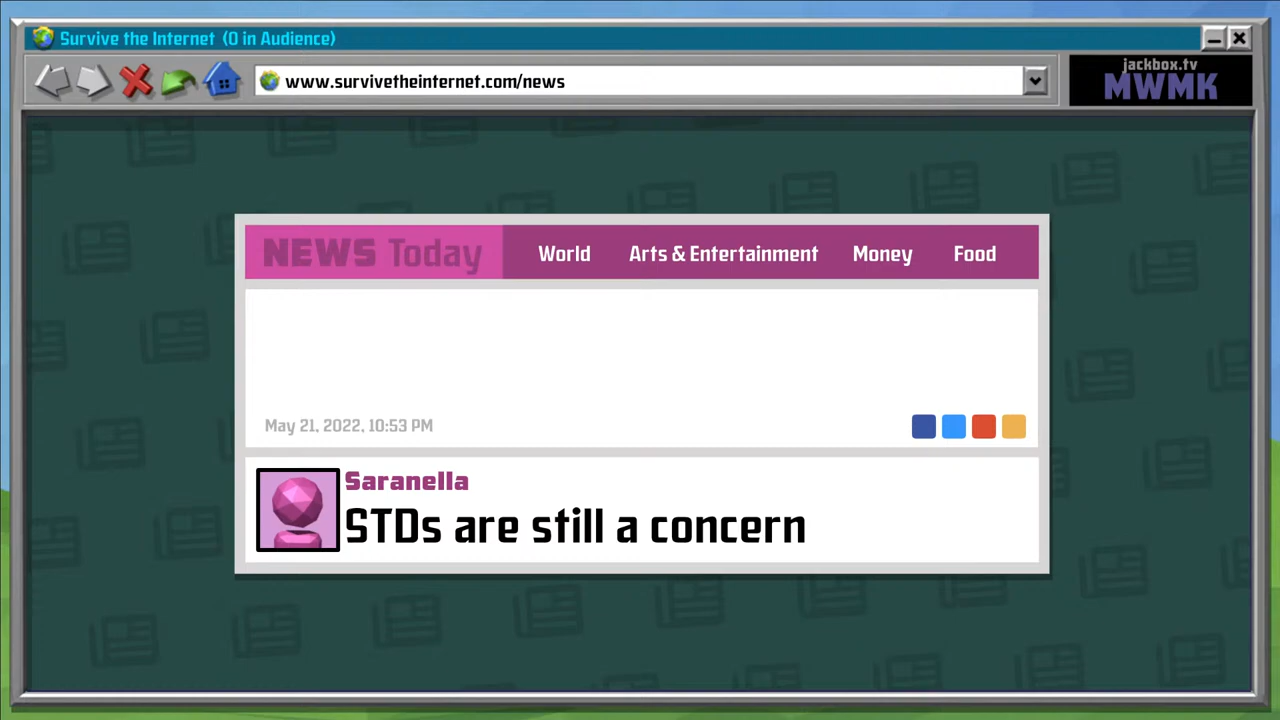 Survive the Internet (0 in Audience)
www.survivetheinternet.com/news
jackbox.tv
MWMK
NEWS Today World Arts & Entertainment Money Food
May 21, 2022, 10:53 PM
Saranella
STDs are still a concern